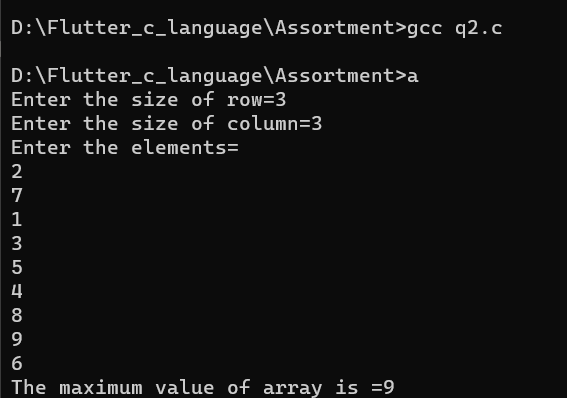 D:\Flutter_c_language\Assortment>gcc q2.c
D:\Flutter_c_language\Assortment>a
Enter the size of row=3
Enter the size of column=3
Enter the elements=
2
7
1
3
5
4
8
9
6
The maximum value of array is =9